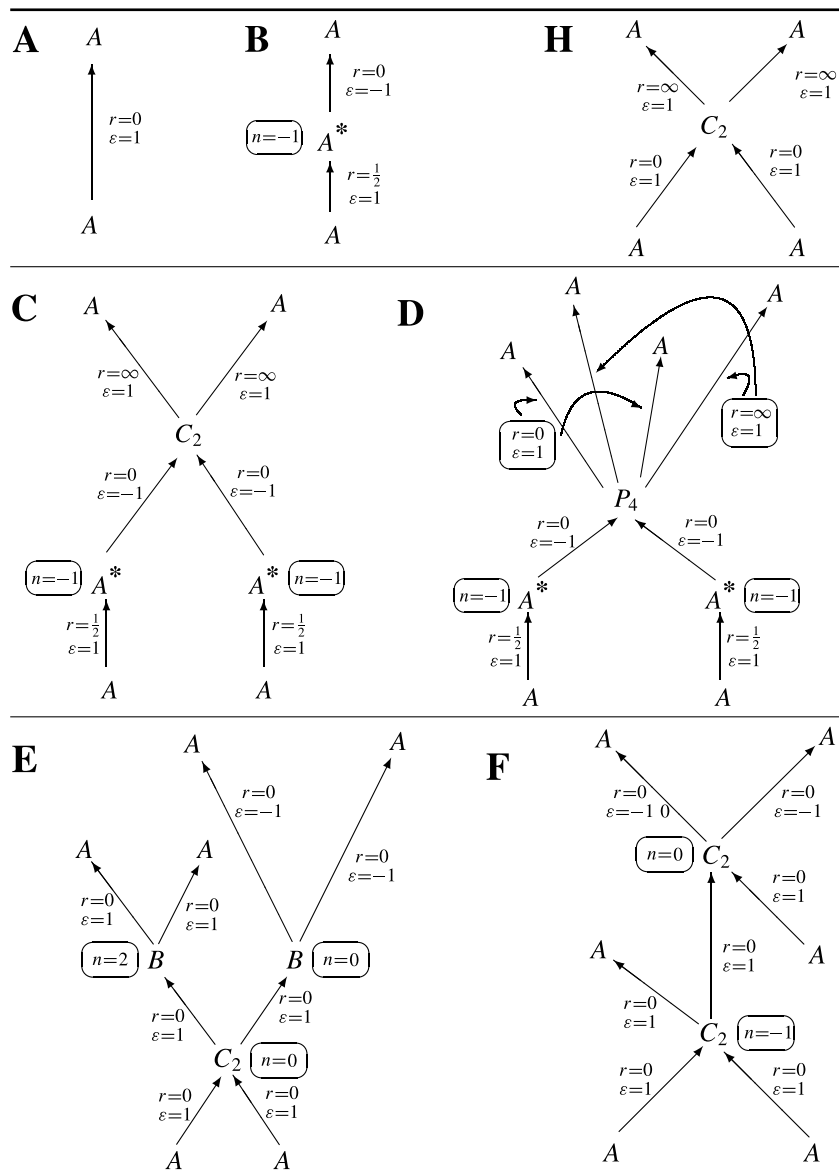 A
A
r=0
ε=1
A
B
A
r=0
ε=−1
n=−1
A*
r=1/2
ε=1
A
H
A
A
r=∞
ε=1
r=∞
ε=1
C₂
r=0
ε=1
r=0
ε=1
A
A
C
A
A
r=∞
ε=1
r=∞
ε=1
C₂
r=0
ε=−1
r=0
ε=−1
n=−1
A*
A*
n=−1
r=1/2
ε=1
r=1/2
ε=1
A
A
D
A
A
A
A
r=0
ε=1
r=∞
ε=1
P₄
r=0
ε=−1
r=0
ε=−1
n=−1
A*
A*
n=−1
r=1/2
ε=1
r=1/2
ε=1
A
A
E
A
A
r=0
ε=−1
A
A
r=0
ε=−1
r=0
ε=1
r=0
ε=1
n=2
B
B
n=0
r=0
ε=1
r=0
ε=1
C₂
n=0
r=0
ε=1
r=0
ε=1
A
A
F
A
A
r=0
ε=−1 0
r=0
ε=−1
n=0
C₂
r=0
ε=1
A
A
r=0
ε=1
r=0
ε=1
C₂
n=−1
r=0
ε=1
r=0
ε=1
A
A